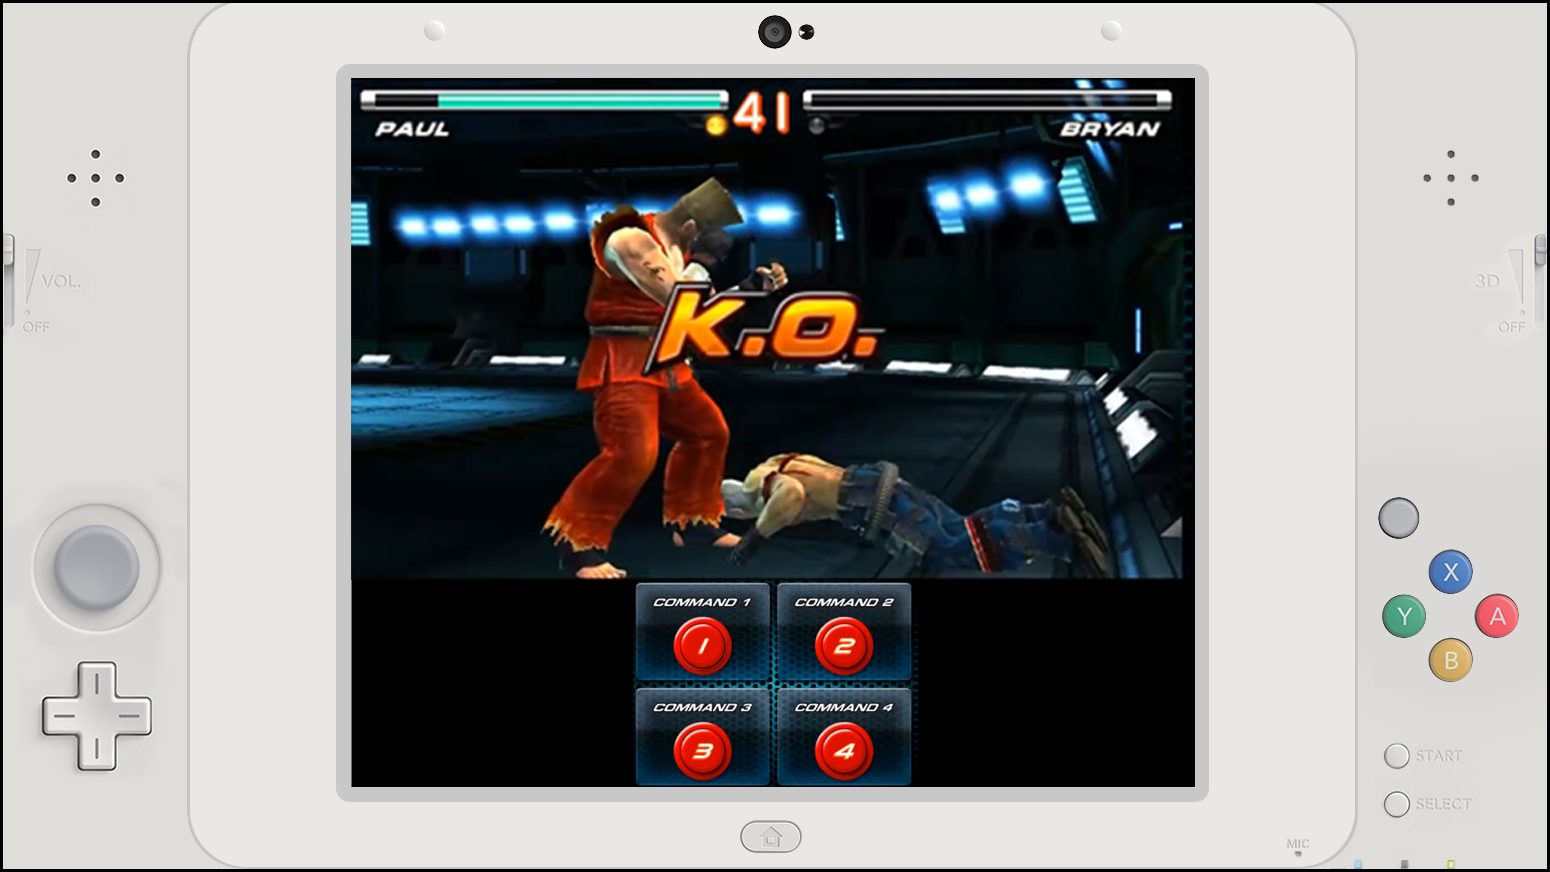 41
PAUL
BRYAN
K.O.
VOL.
OFF
3D
OFF
COMMAND 1
1
COMMAND 2
2
COMMAND 3
3
COMMAND 4
4
X
Y
A
B
START
SELECT
MIC